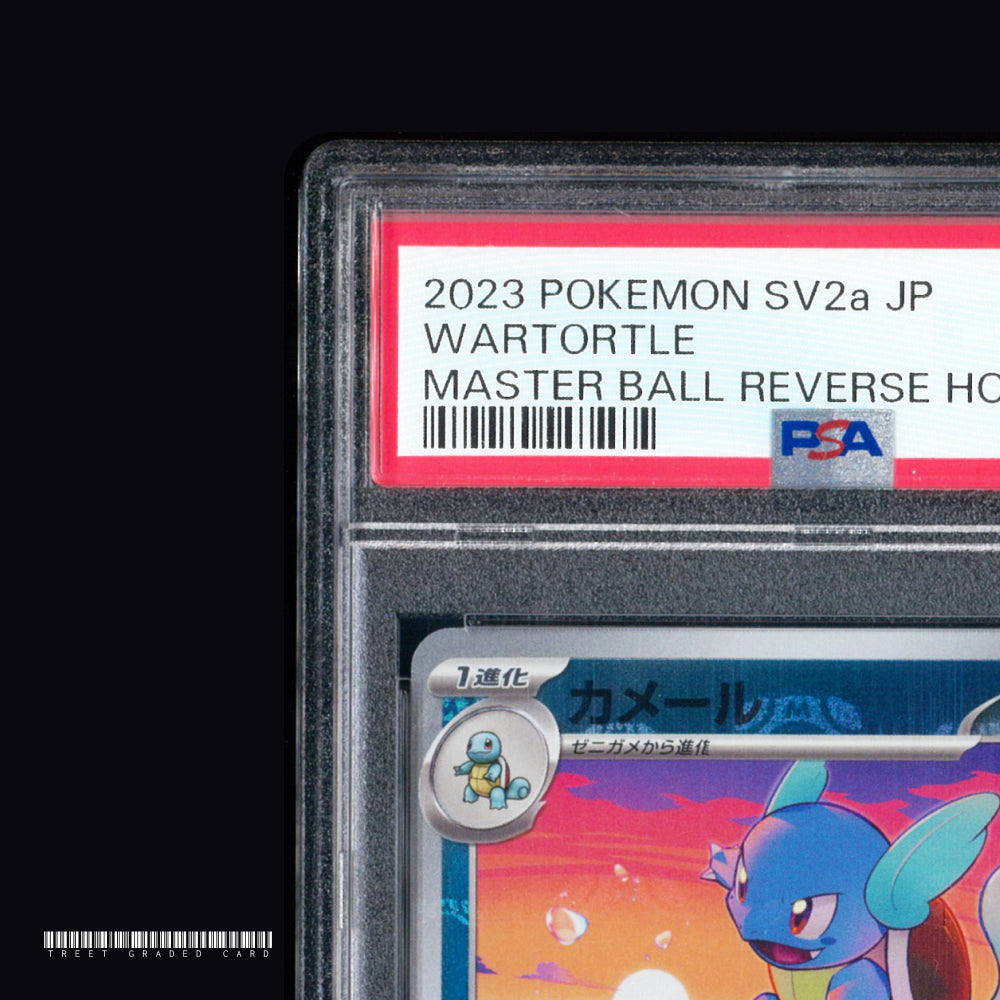 2023 POKEMON SV2a JP
WARTORTLE
MASTER BALL REVERSE HO
PSA
1進化
カメール
ゼニガメから進化
TREET GRADED CARD